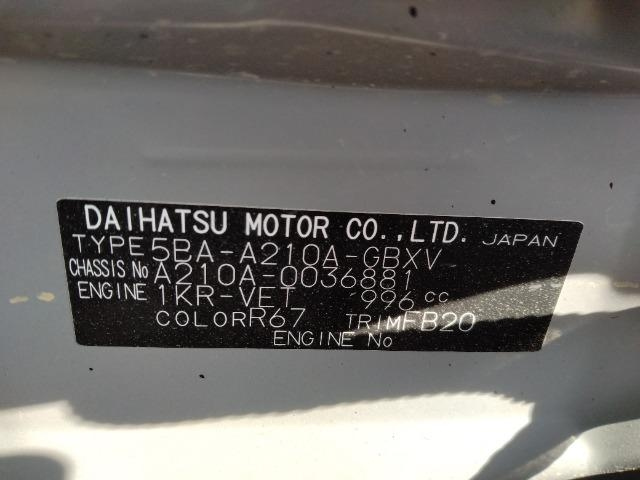 DAIHATSU MOTOR CO.,LTD. JAPAN
TYPE 5BA-A210A-GBXV
CHASSIS No A210A-0036881
ENGINE 1KR-VET 996 cc
COLOR R67 TRIM FB20
ENGINE No